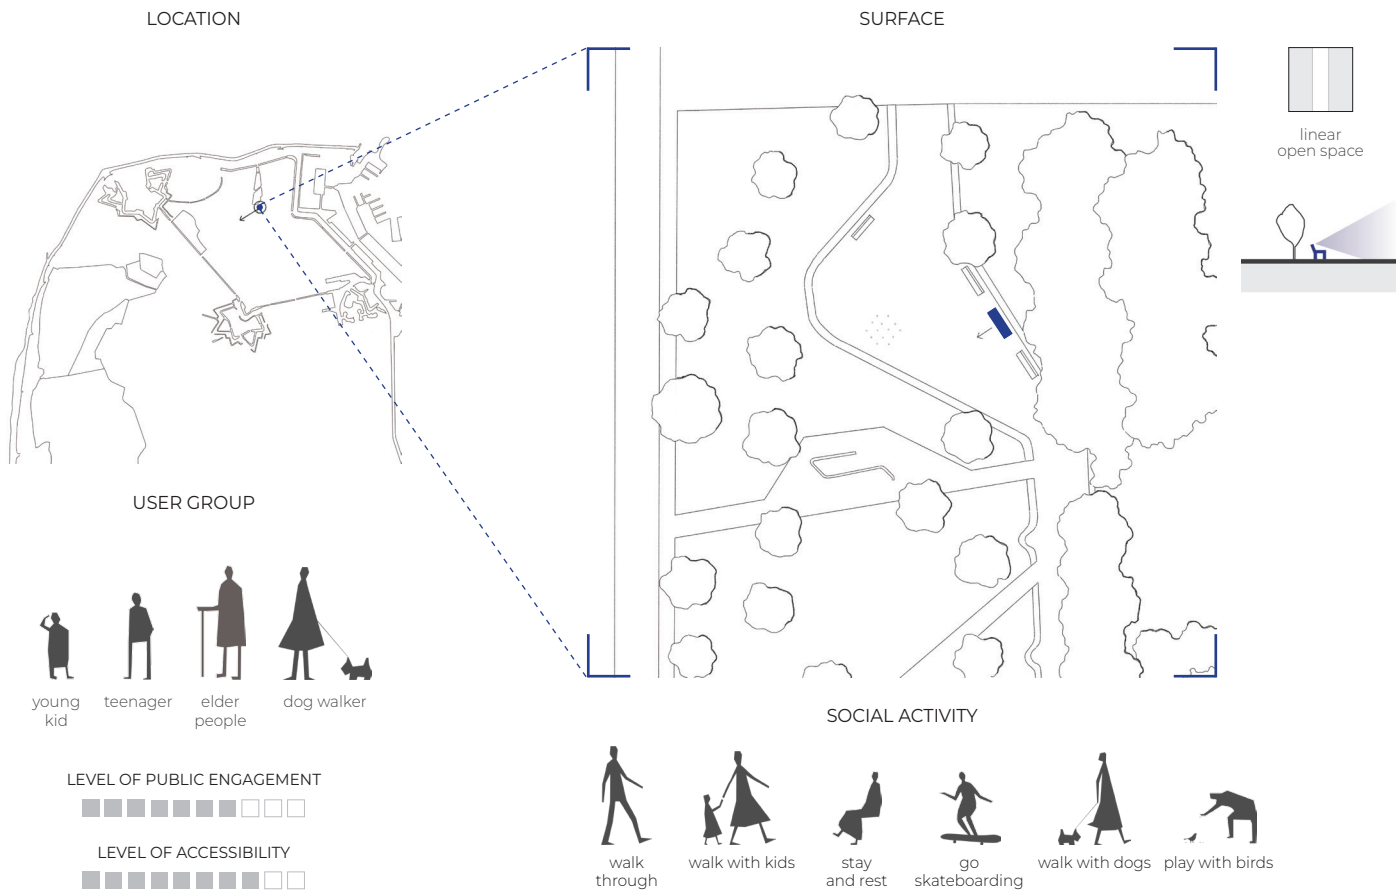 LOCATION
SURFACE
linear
open space
USER GROUP
young
kid
teenager
elder
people
dog walker
LEVEL OF PUBLIC ENGAGEMENT
LEVEL OF ACCESSIBILITY
SOCIAL ACTIVITY
walk
through
walk with kids
stay
and rest
go
skateboarding
walk with dogs
play with birds